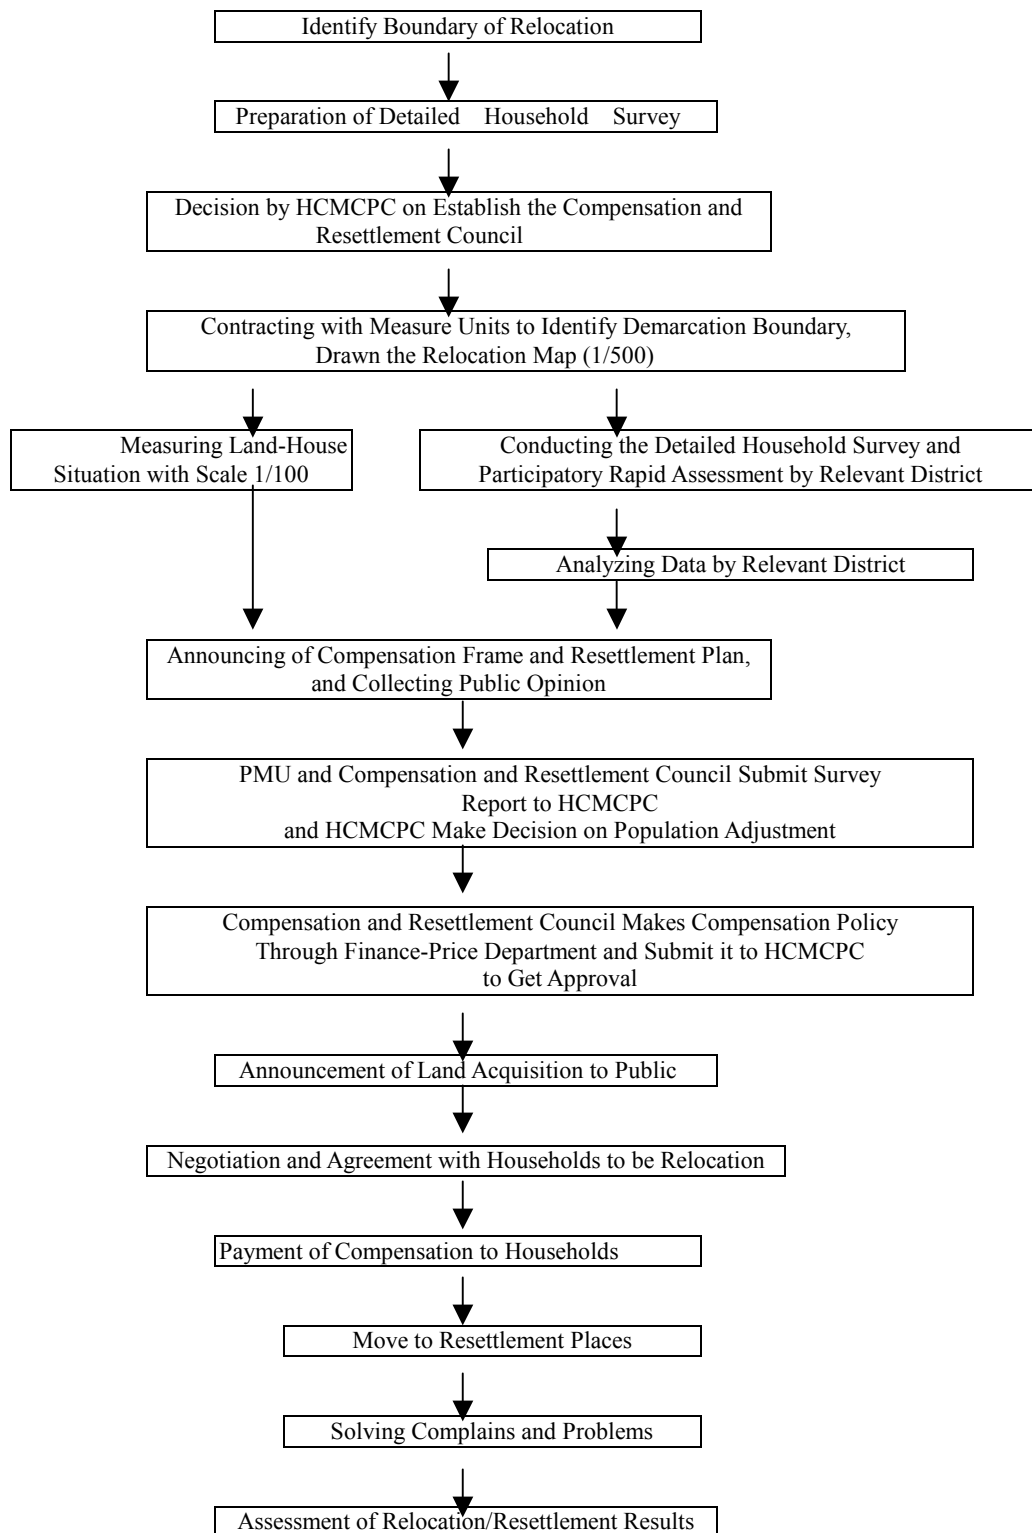 Identify Boundary of Relocation
Preparation of Detailed Household Survey
Decision by HCMCPC on Establish the Compensation and
Resettlement Council
Contracting with Measure Units to Identify Demarcation Boundary,
Drawn the Relocation Map (1/500)
Measuring Land-House
Situation with Scale 1/100
Conducting the Detailed Household Survey and
Participatory Rapid Assessment by Relevant District
Analyzing Data by Relevant District
Announcing of Compensation Frame and Resettlement Plan,
and Collecting Public Opinion
PMU and Compensation and Resettlement Council Submit Survey
Report to HCMCPC
and HCMCPC Make Decision on Population Adjustment
Compensation and Resettlement Council Makes Compensation Policy
Through Finance-Price Department and Submit it to HCMCPC
to Get Approval
Announcement of Land Acquisition to Public
Negotiation and Agreement with Households to be Relocation
Payment of Compensation to Households
Move to Resettlement Places
Solving Complains and Problems
Assessment of Relocation/Resettlement Results